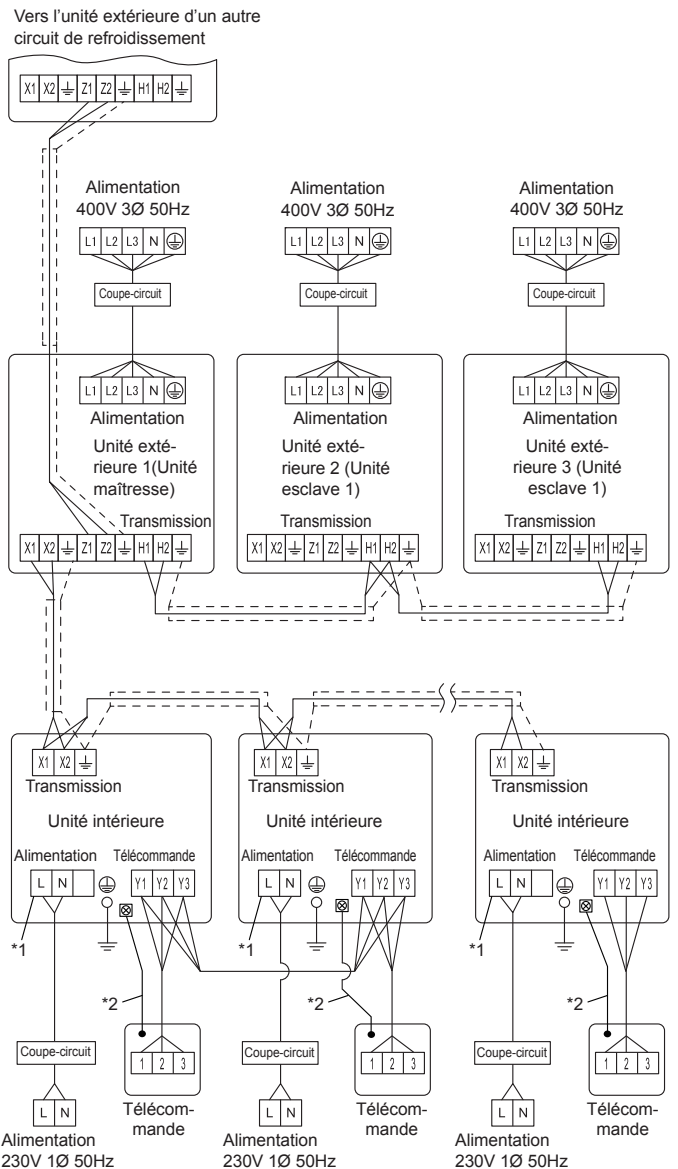 Vers l'unité extérieure d'un autre
circuit de refroidissement
X1 X2 Z1 Z2 H1 H2
Alimentation
400V 3Ø 50Hz
Alimentation
400V 3Ø 50Hz
Alimentation
400V 3Ø 50Hz
L1 L2 L3 N
L1 L2 L3 N
L1 L2 L3 N
Coupe-circuit
Coupe-circuit
Coupe-circuit
L1 L2 L3 N
L1 L2 L3 N
L1 L2 L3 N
Alimentation
Alimentation
Alimentation
Unité exté-
rieure 1(Unité
maîtresse)
Unité exté-
rieure 2 (Unité
esclave 1)
Unité exté-
rieure 3 (Unité
esclave 1)
Transmission
Transmission
Transmission
X1 X2 Z1 Z2 H1 H2
X1 X2 Z1 Z2 H1 H2
X1 X2 Z1 Z2 H1 H2
X1 X2
X1 X2
X1 X2
Transmission
Transmission
Transmission
Unité intérieure
Unité intérieure
Unité intérieure
Alimentation Télécommande
Alimentation Télécommande
Alimentation Télécommande
L N
Y1 Y2 Y3
L N
Y1 Y2 Y3
L N
Y1 Y2 Y3
*1
*1
*1
*2
*2
*2
Coupe-circuit
1 2 3
Coupe-circuit
1 2 3
Coupe-circuit
1 2 3
L N
Télécom-
mande
L N
Télécom-
mande
L N
Télécom-
mande
Alimentation
230V 1Ø 50Hz
Alimentation
230V 1Ø 50Hz
Alimentation
230V 1Ø 50Hz